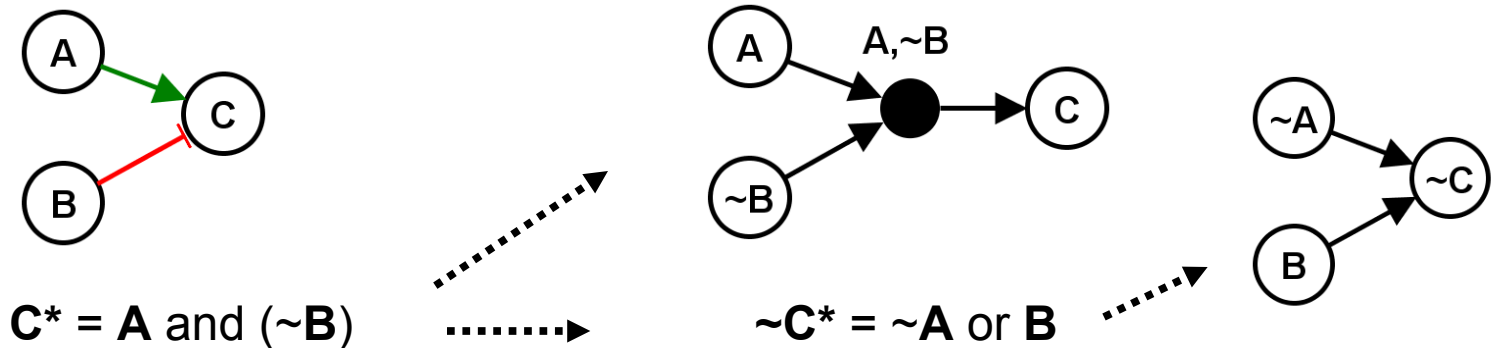 A
C
B
C* = A and (~B)
A
A,~B
C
~B
~C* = ~A or B
~A
~C
B